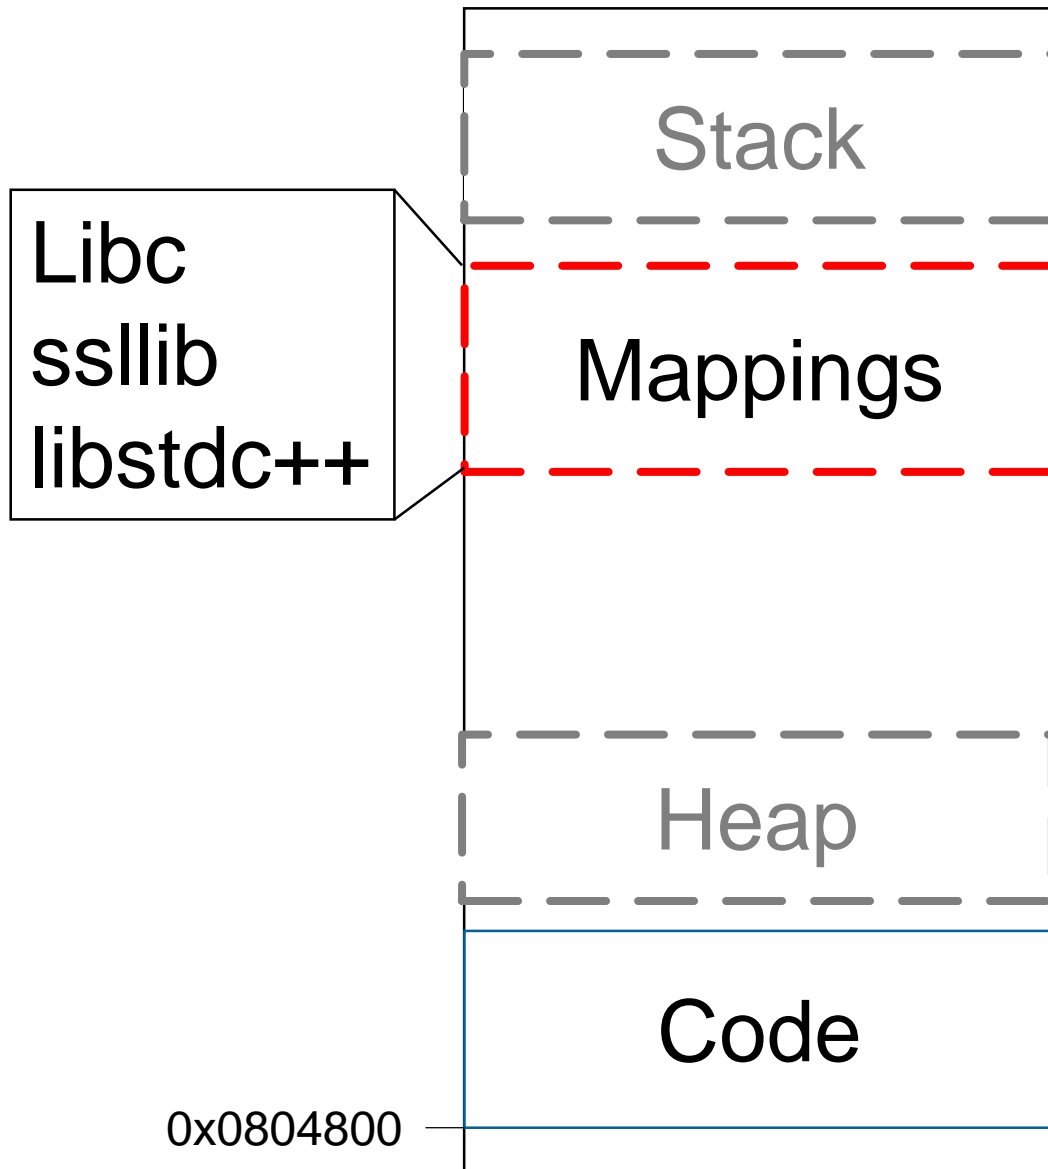 Stack
Libc
ssllib
libstdc++
Mappings
Heap
Code
0x0804800